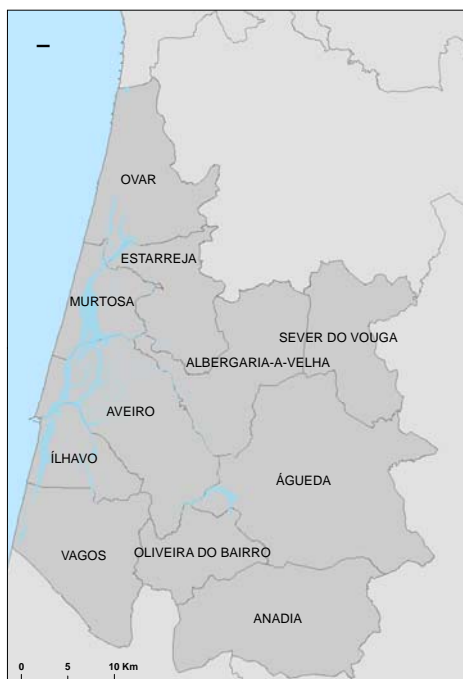 OVAR
ESTARREJA
MURTOSA
SEVER DO VOUGA
ALBERGARIA-A-VELHA
AVEIRO
ÍLHAVO
ÁGUEDA
OLIVEIRA DO BAIRRO
VAGOS
ANADIA
0 5 10 Km